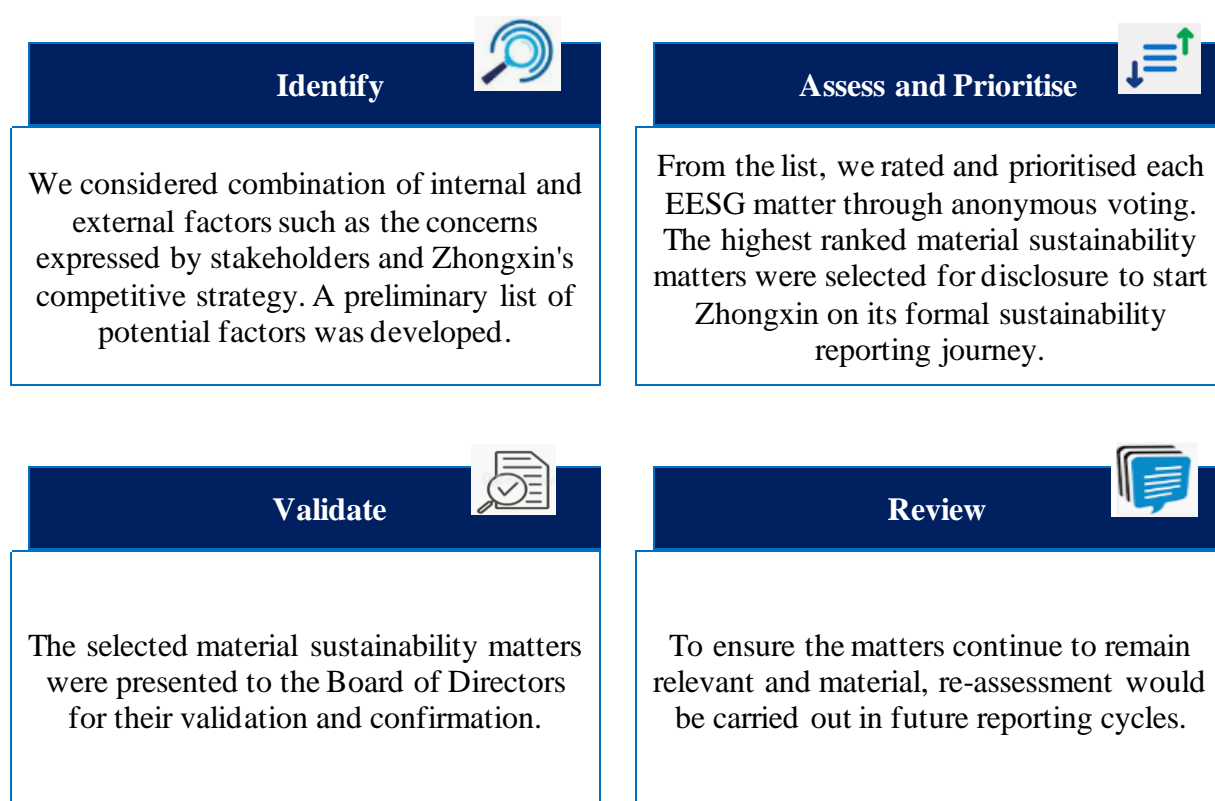 Identify
We considered combination of internal and
external factors such as the concerns
expressed by stakeholders and Zhongxin's
competitive strategy. A preliminary list of
potential factors was developed.
Assess and Prioritise
From the list, we rated and prioritised each
EESG matter through anonymous voting.
The highest ranked material sustainability
matters were selected for disclosure to start
Zhongxin on its formal sustainability
reporting journey.
Validate
The selected material sustainability matters
were presented to the Board of Directors
for their validation and confirmation.
Review
To ensure the matters continue to remain
relevant and material, re-assessment would
be carried out in future reporting cycles.